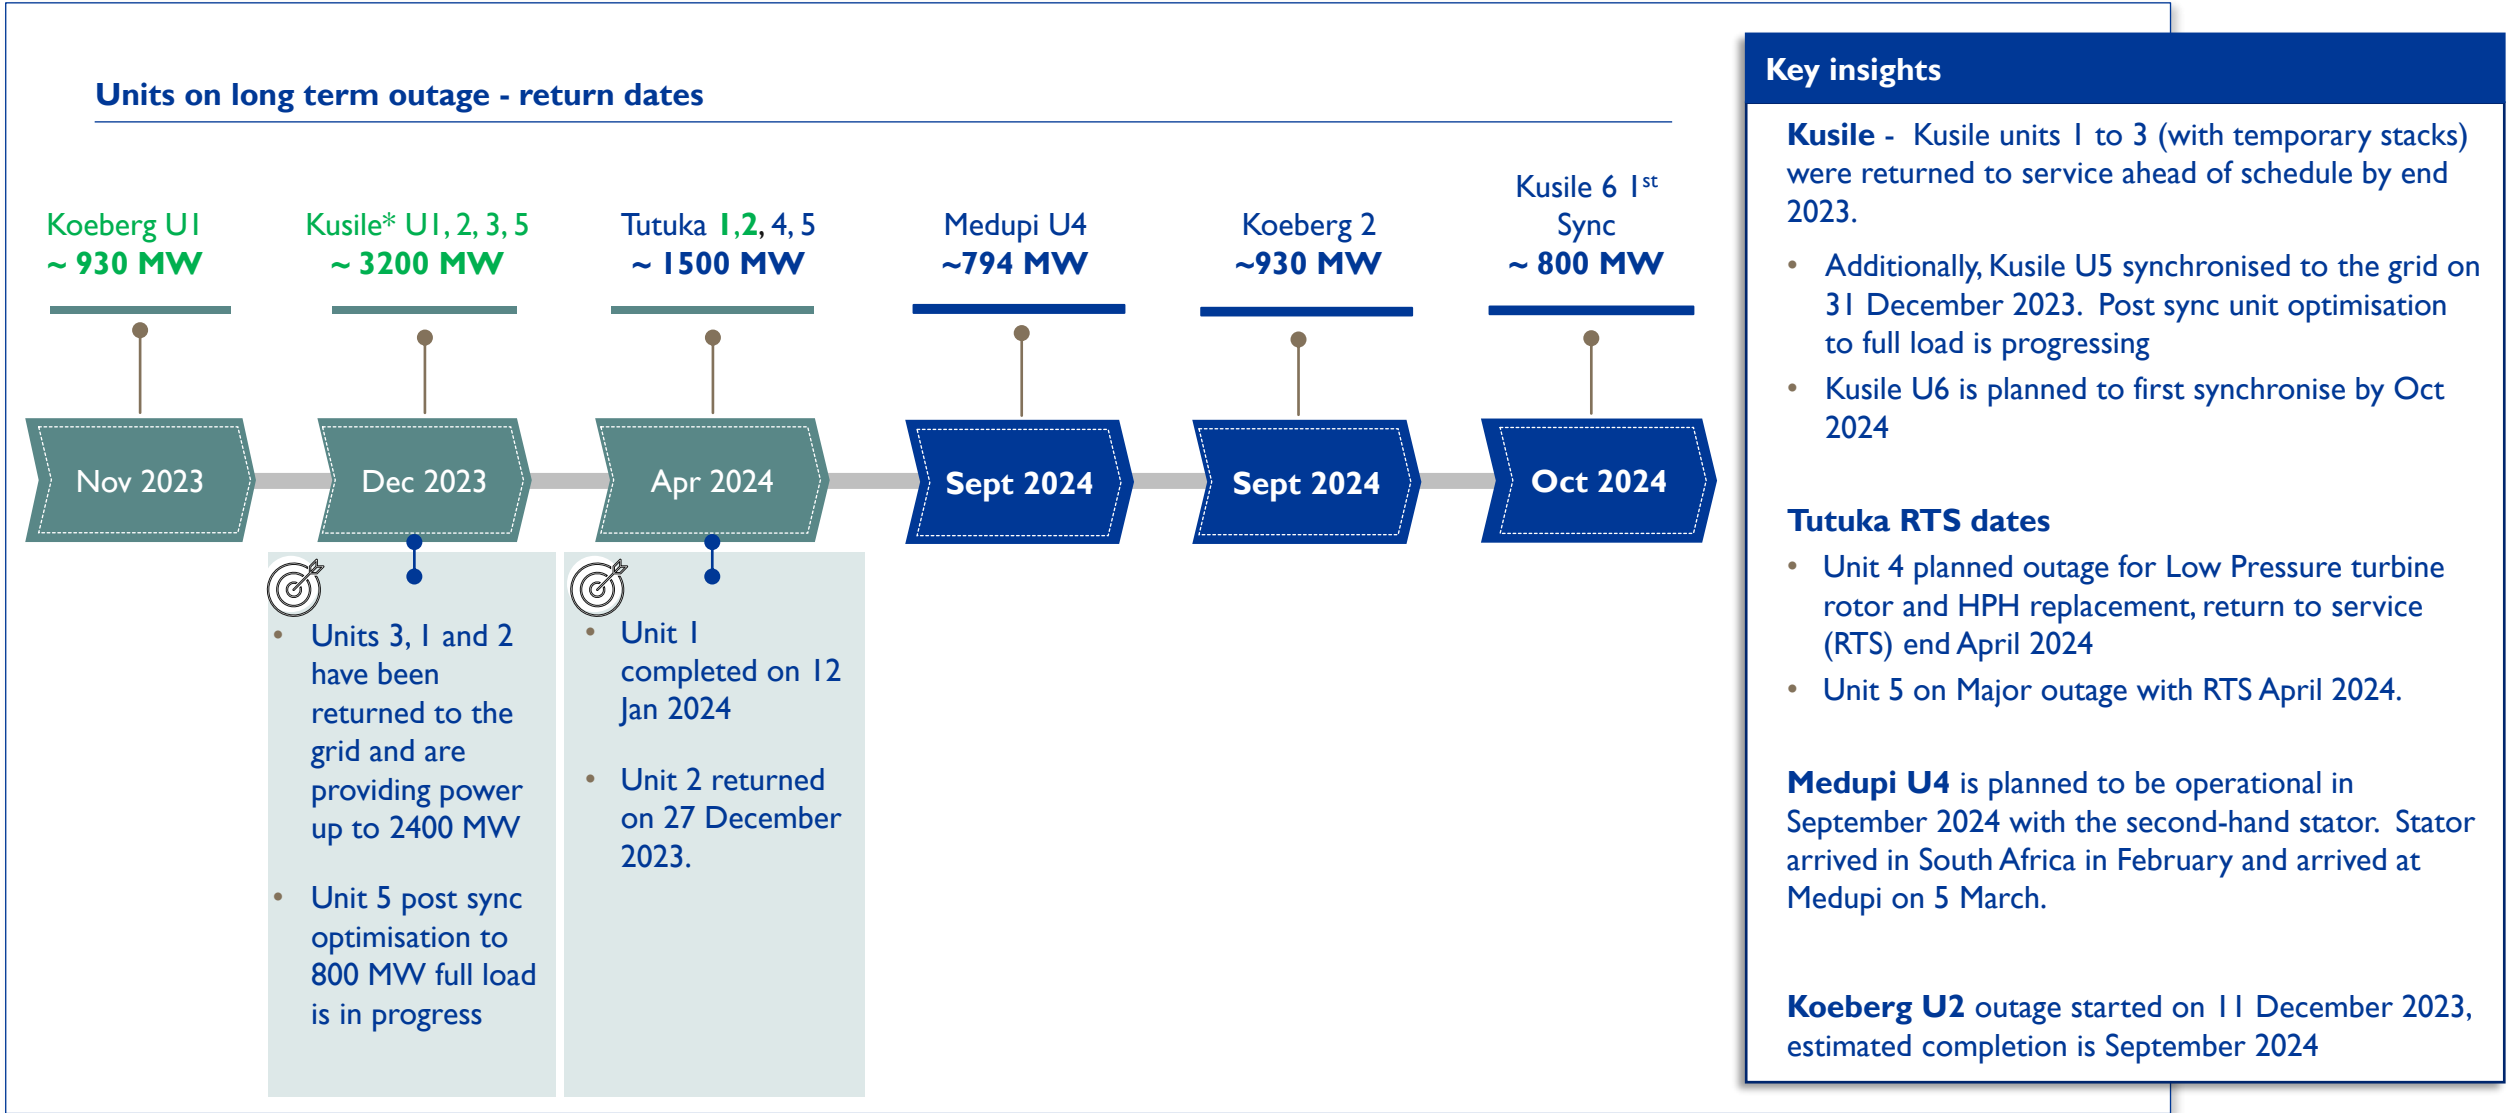 Units on long term outage - return dates
Koeberg U1
~ 930 MW
Kusile* U1, 2, 3, 5
~ 3200 MW
Tutuka 1,2, 4, 5
~ 1500 MW
Medupi U4
~794 MW
Koeberg 2
~930 MW
Kusile 6 1st
Sync
~ 800 MW
Nov 2023
Dec 2023
Apr 2024
Sept 2024
Sept 2024
Oct 2024
• Units 3, 1 and 2
have been
returned to the
grid and are
providing power
up to 2400 MW
• Unit 5 post sync
optimisation to
800 MW full load
is in progress
• Unit 1
completed on 12
Jan 2024
• Unit 2 returned
on 27 December
2023.
Key insights
Kusile - Kusile units 1 to 3 (with temporary stacks)
were returned to service ahead of schedule by end
2023.
• Additionally, Kusile U5 synchronised to the grid on
31 December 2023. Post sync unit optimisation
to full load is progressing
• Kusile U6 is planned to first synchronise by Oct
2024
Tutuka RTS dates
• Unit 4 planned outage for Low Pressure turbine
rotor and HPH replacement, return to service
(RTS) end April 2024
• Unit 5 on Major outage with RTS April 2024.
Medupi U4 is planned to be operational in
September 2024 with the second-hand stator. Stator
arrived in South Africa in February and arrived at
Medupi on 5 March.
Koeberg U2 outage started on 11 December 2023,
estimated completion is September 2024